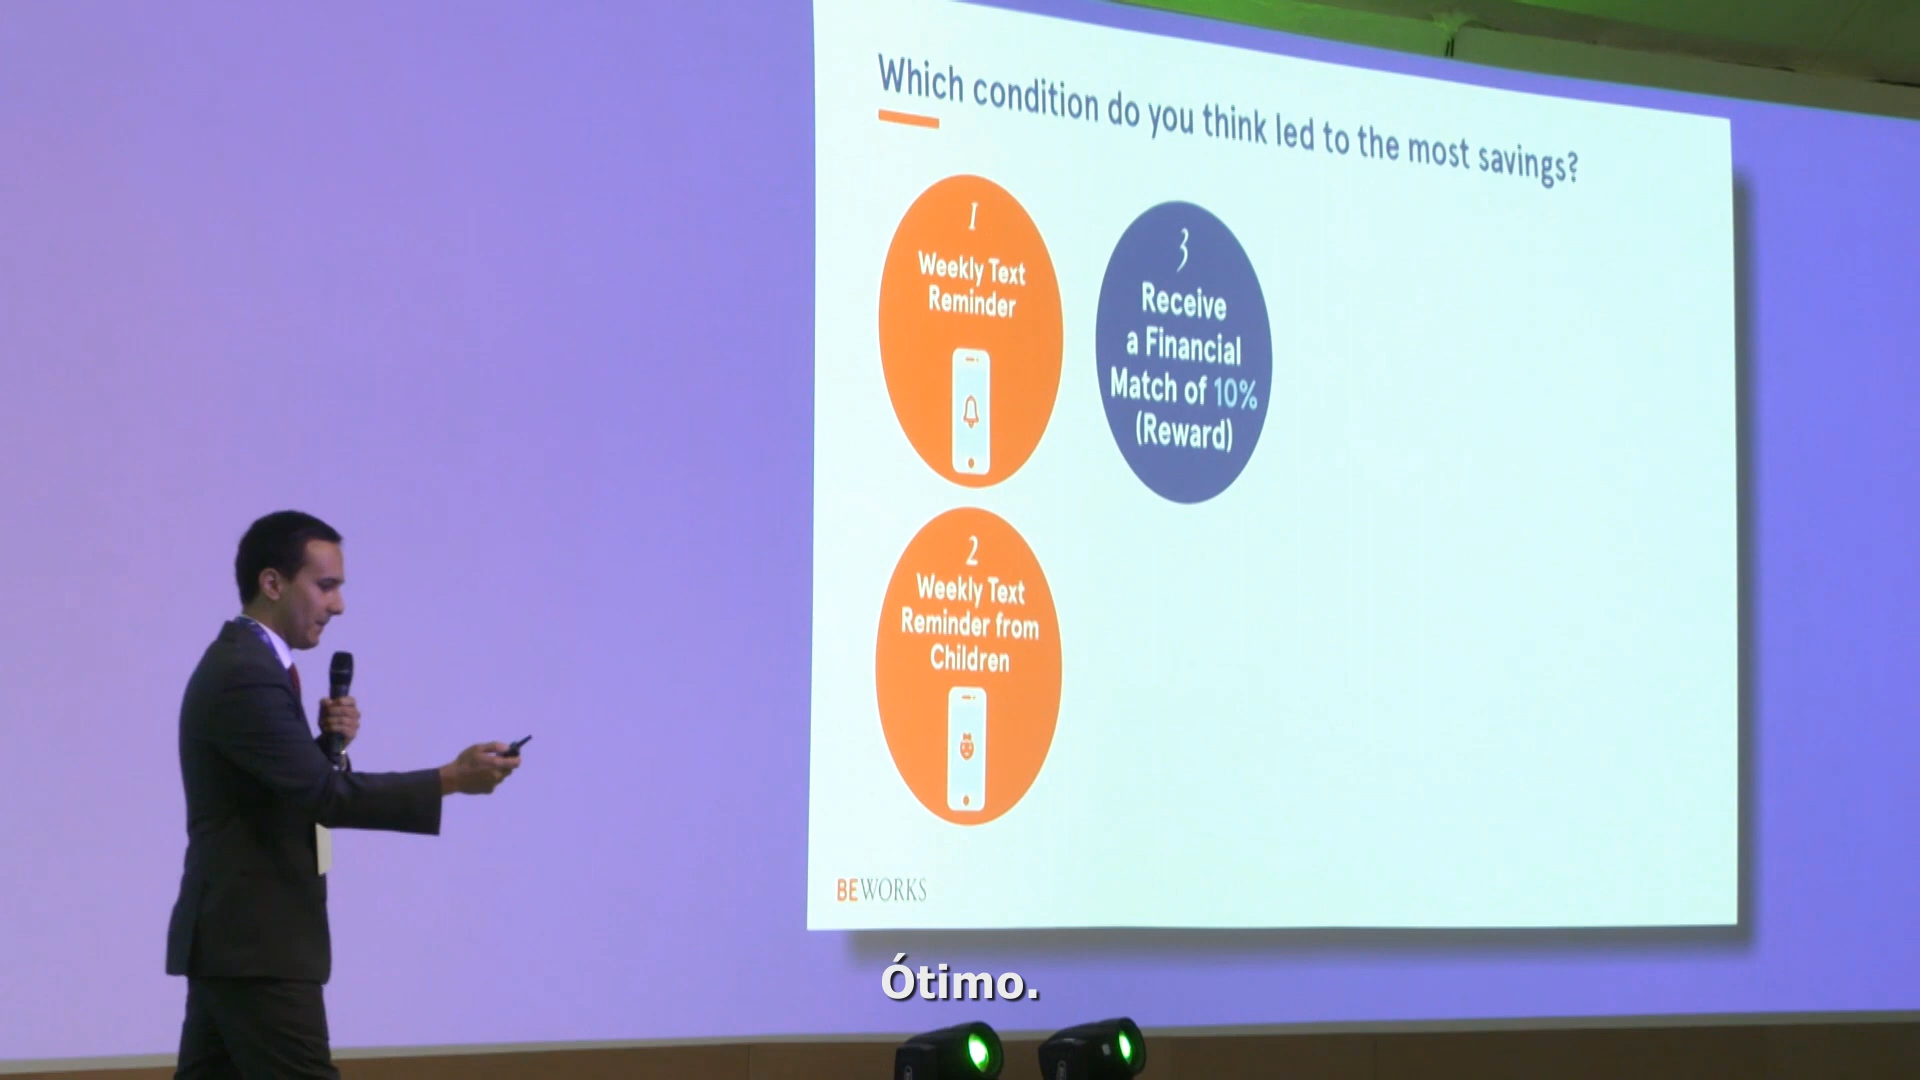 Which condition do you think led to the most savings?
1
Weekly Text
Reminder
2
Weekly Text
Reminder from
Children
3
Receive
a Financial
Match of 10%
(Reward)
BEWORKS
Ótimo.